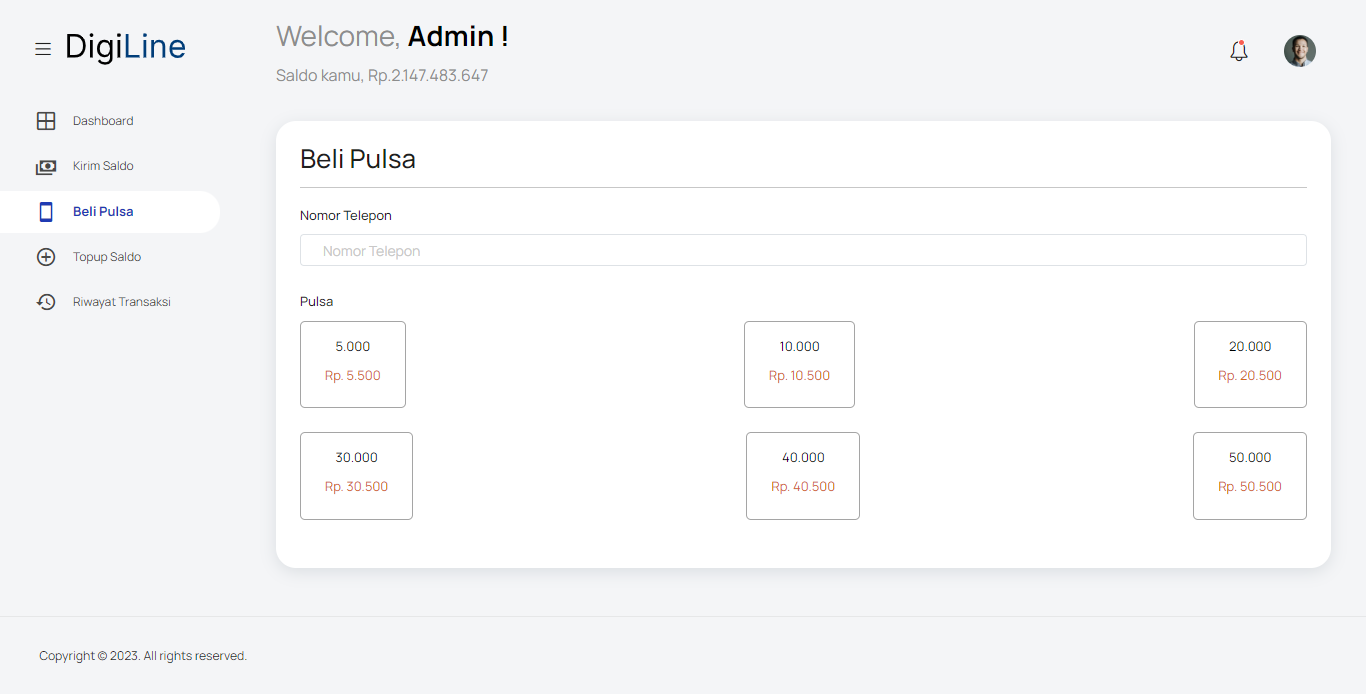 DigiLine
Welcome, Admin !
Saldo kamu, Rp.2.147.483.647
Dashboard
Kirim Saldo
Beli Pulsa
Topup Saldo
Riwayat Transaksi
Beli Pulsa
Nomor Telepon
Nomor Telepon
Pulsa
5.000
Rp. 5.500
10.000
Rp. 10.500
20.000
Rp. 20.500
30.000
Rp. 30.500
40.000
Rp. 40.500
50.000
Rp. 50.500
Copyright © 2023. All rights reserved.